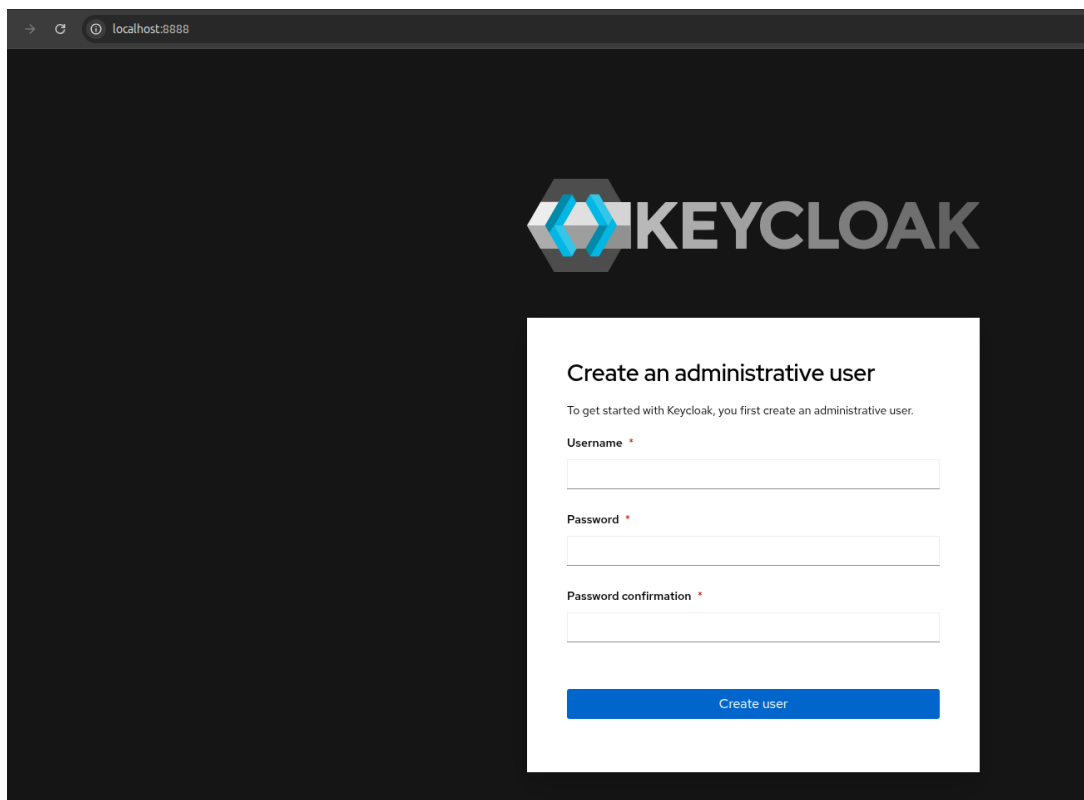 localhost:8888
KEYCLOAK
Create an administrative user
To get started with Keycloak, you first create an administrative user.
Username *
Password *
Password confirmation *
Create user